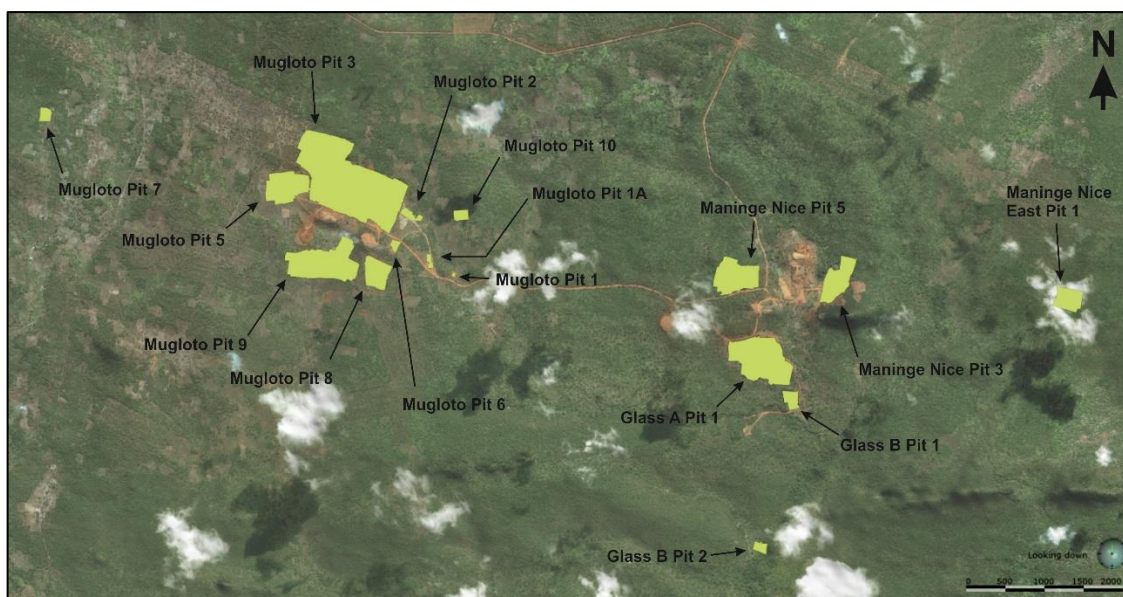 N
Mugloto Pit 3
Mugloto Pit 2
Mugloto Pit 10
Mugloto Pit 7
Mugloto Pit 1A
Maninge Nice
East Pit 1
Maninge Nice Pit 5
Mugloto Pit 5
Mugloto Pit 1
Mugloto Pit 9
Mugloto Pit 8
Maninge Nice Pit 3
Mugloto Pit 6
Glass A Pit 1
Glass B Pit 1
Glass B Pit 2
Looking down
0 500 1000 1500 2000